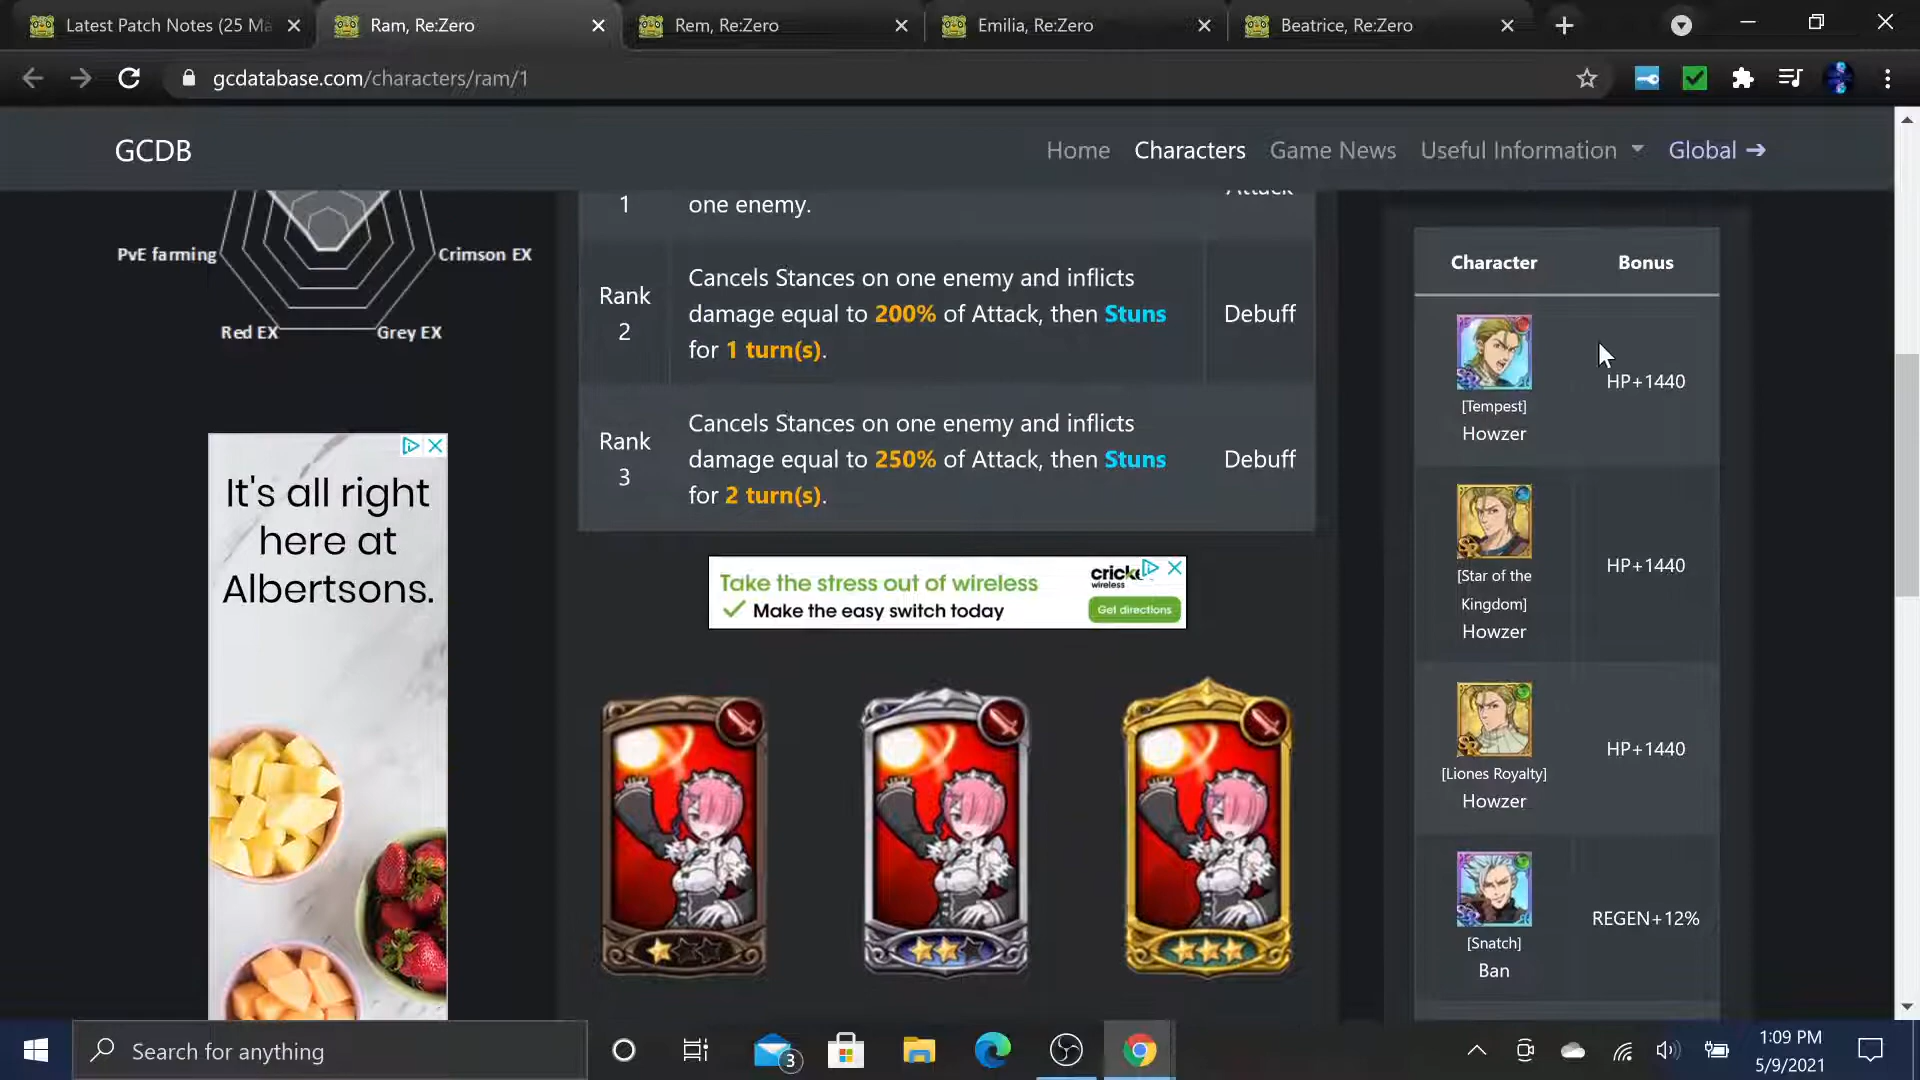 Latest Patch Notes (25 Ma
Ram, Re:Zero
Rem, Re:Zero
Emilia, Re:Zero
Beatrice, Re:Zero
gcdatabase.com/characters/ram/1
GCDB
Home
Characters
Game News
Useful Information
Global
PvE farming
Crimson EX
Red EX
Grey EX
1
one enemy.
Attack
Rank
2
Cancels Stances on one enemy and inflicts
damage equal to 200% of Attack, then Stuns
for 1 turn(s).
Debuff
Rank
3
Cancels Stances on one enemy and inflicts
damage equal to 250% of Attack, then Stuns
for 2 turn(s).
Debuff
It's all right
here at
Albertsons.
Take the stress out of wireless
Make the easy switch today
wireless
Get directions
Character
Bonus
[Tempest]
Howzer
HP+1440
[Star of the
Kingdom]
Howzer
HP+1440
[Liones Royalty]
Howzer
HP+1440
[Snatch]
Ban
REGEN+12%
Search for anything
3
1:09 PM
5/9/2021